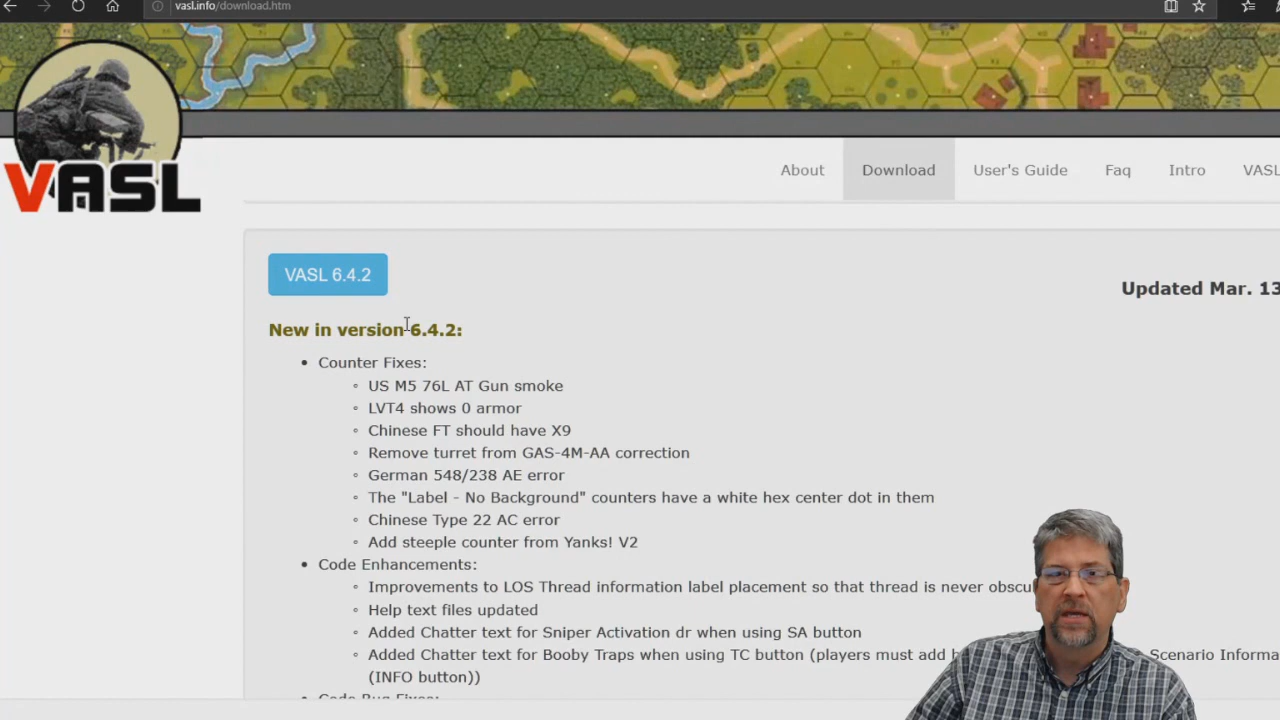 vasl.info/download.htm
VASL
About Download User's Guide Faq Intro VASL
VASL 6.4.2
Updated Mar. 13
New in version 6.4.2:
• Counter Fixes:
◦ US M5 76L AT Gun smoke
◦ LVT4 shows 0 armor
◦ Chinese FT should have X9
◦ Remove turret from GAS-4M-AA correction
◦ German 548/238 AE error
◦ The "Label - No Background" counters have a white hex center dot in them
◦ Chinese Type 22 AC error
◦ Add steeple counter from Yanks! V2
• Code Enhancements:
◦ Improvements to LOS Thread information label placement so that thread is never obscu
◦ Help text files updated
◦ Added Chatter text for Sniper Activation dr when using SA button
◦ Added Chatter text for Booby Traps when using TC button (players must add Scenario Informa
(INFO button))
• Code Bug Fixes: